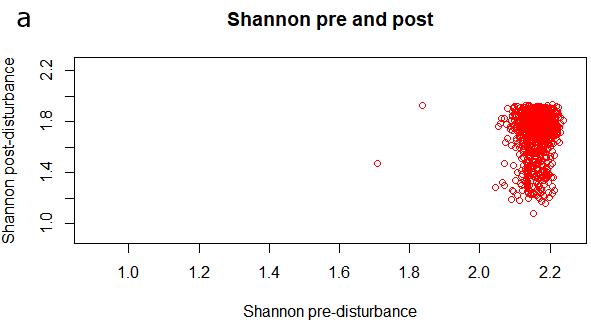 a
Shannon pre and post
Shannon post-disturbance
2.2
1.8
1.4
1.0
1.0 1.2 1.4 1.6 1.8 2.0 2.2
Shannon pre-disturbance